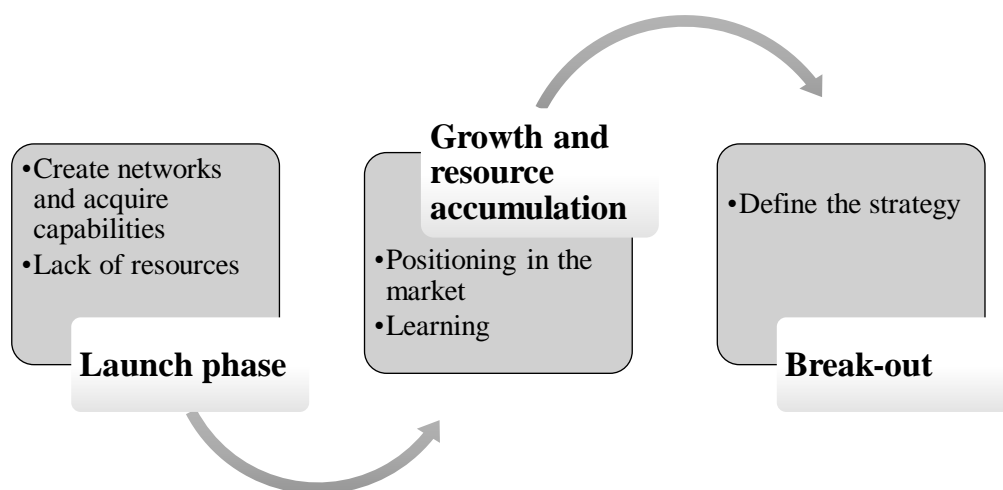 •Create networks
and acquire
capabilities
•Lack of resources
Launch phase
Growth and
resource
accumulation
•Positioning in the
market
•Learning
•Define the strategy
Break-out